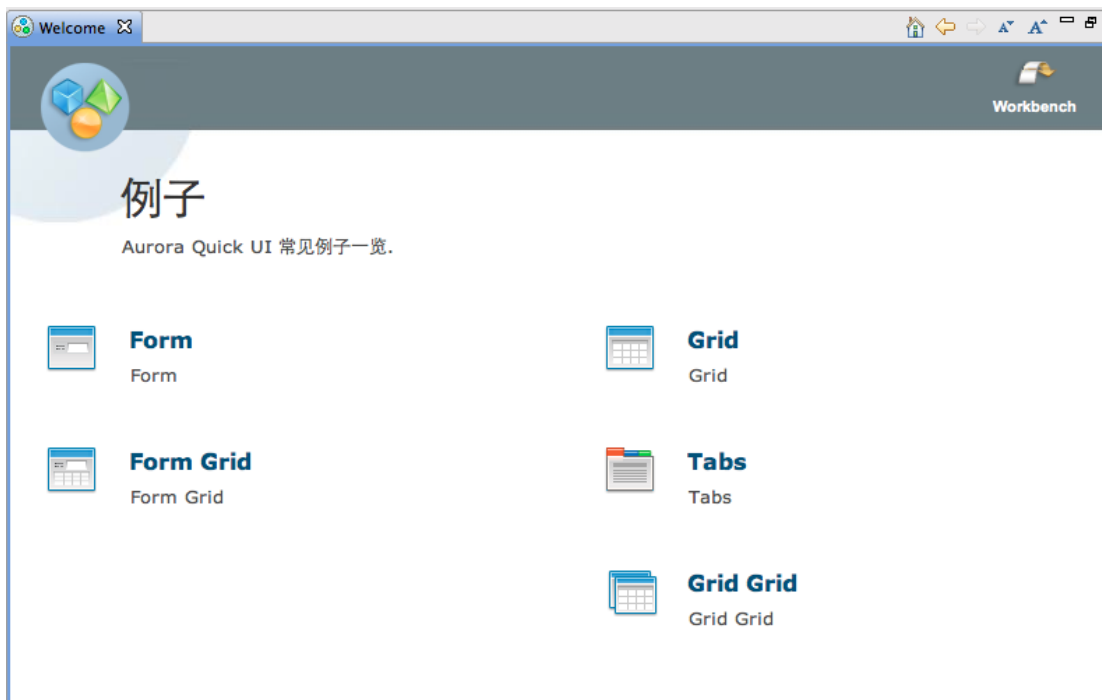 Welcome
Workbench
例子
Aurora Quick UI 常见例子一览.
Form
Form
Grid
Grid
Form Grid
Form Grid
Tabs
Tabs
Grid Grid
Grid Grid